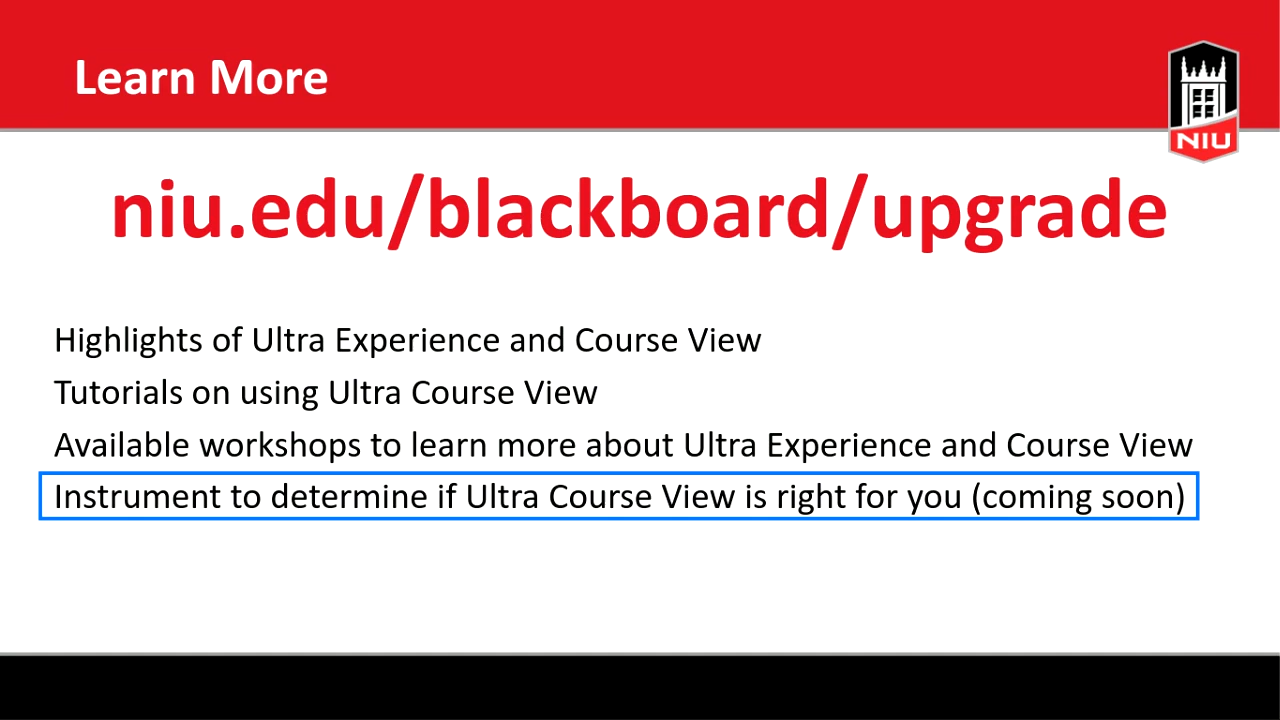 Learn More
NIU
niu.edu/blackboard/upgrade
Highlights of Ultra Experience and Course View
Tutorials on using Ultra Course View
Available workshops to learn more about Ultra Experience and Course View
Instrument to determine if Ultra Course View is right for you (coming soon)